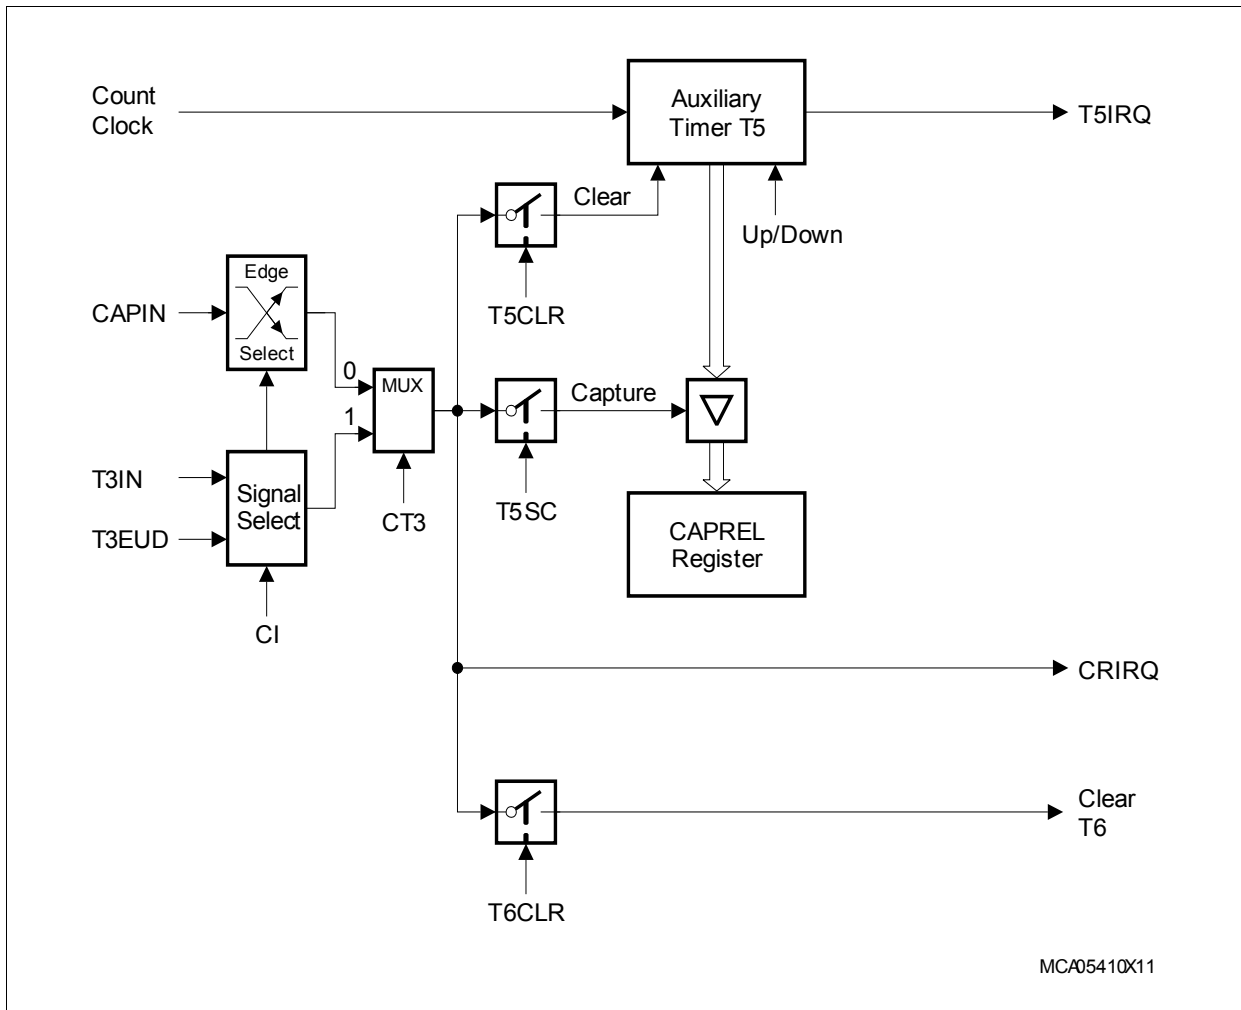 Count
Clock
Auxiliary
Timer T5
T5IRQ
Clear
Up/Down
T5CLR
Edge
Select
CAPIN
0
MUX
1
Capture
T3IN
T3EUD
Signal
Select
CT3
T5SC
CAPREL
Register
CI
CRIRQ
Clear
T6
T6CLR
MCA05410X11